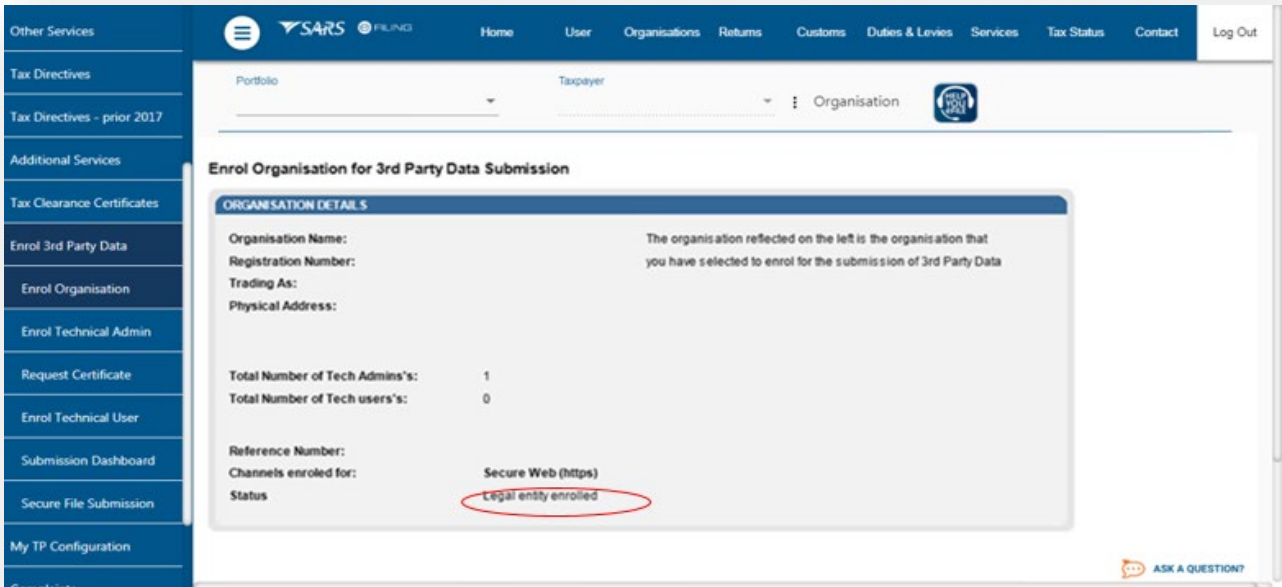 Other Services
SARS eFILING
Home User Organisations Returns Customs Duties & Levies Services Tax Status Contact Log Out
Tax Directives
Tax Directives - prior 2017
Additional Services
Tax Clearance Certificates
Enrol 3rd Party Data
Enrol Organisation
Enrol Technical Admin
Request Certificate
Enrol Technical User
Submission Dashboard
Secure File Submission
My TP Configuration
Complaints
Portfolio Taxpayer
Organisation
HELP YOU eFILE
Enrol Organisation for 3rd Party Data Submission
ORGANISATION DETAILS
Organisation Name: The organisation reflected on the left is the organisation that
Registration Number: you have selected to enrol for the submission of 3rd Party Data
Trading As:
Physical Address:
Total Number of Tech Admins's: 1
Total Number of Tech users's: 0
Reference Number:
Channels enroled for: Secure Web (https)
Status Legal entity enrolled
ASK A QUESTION?